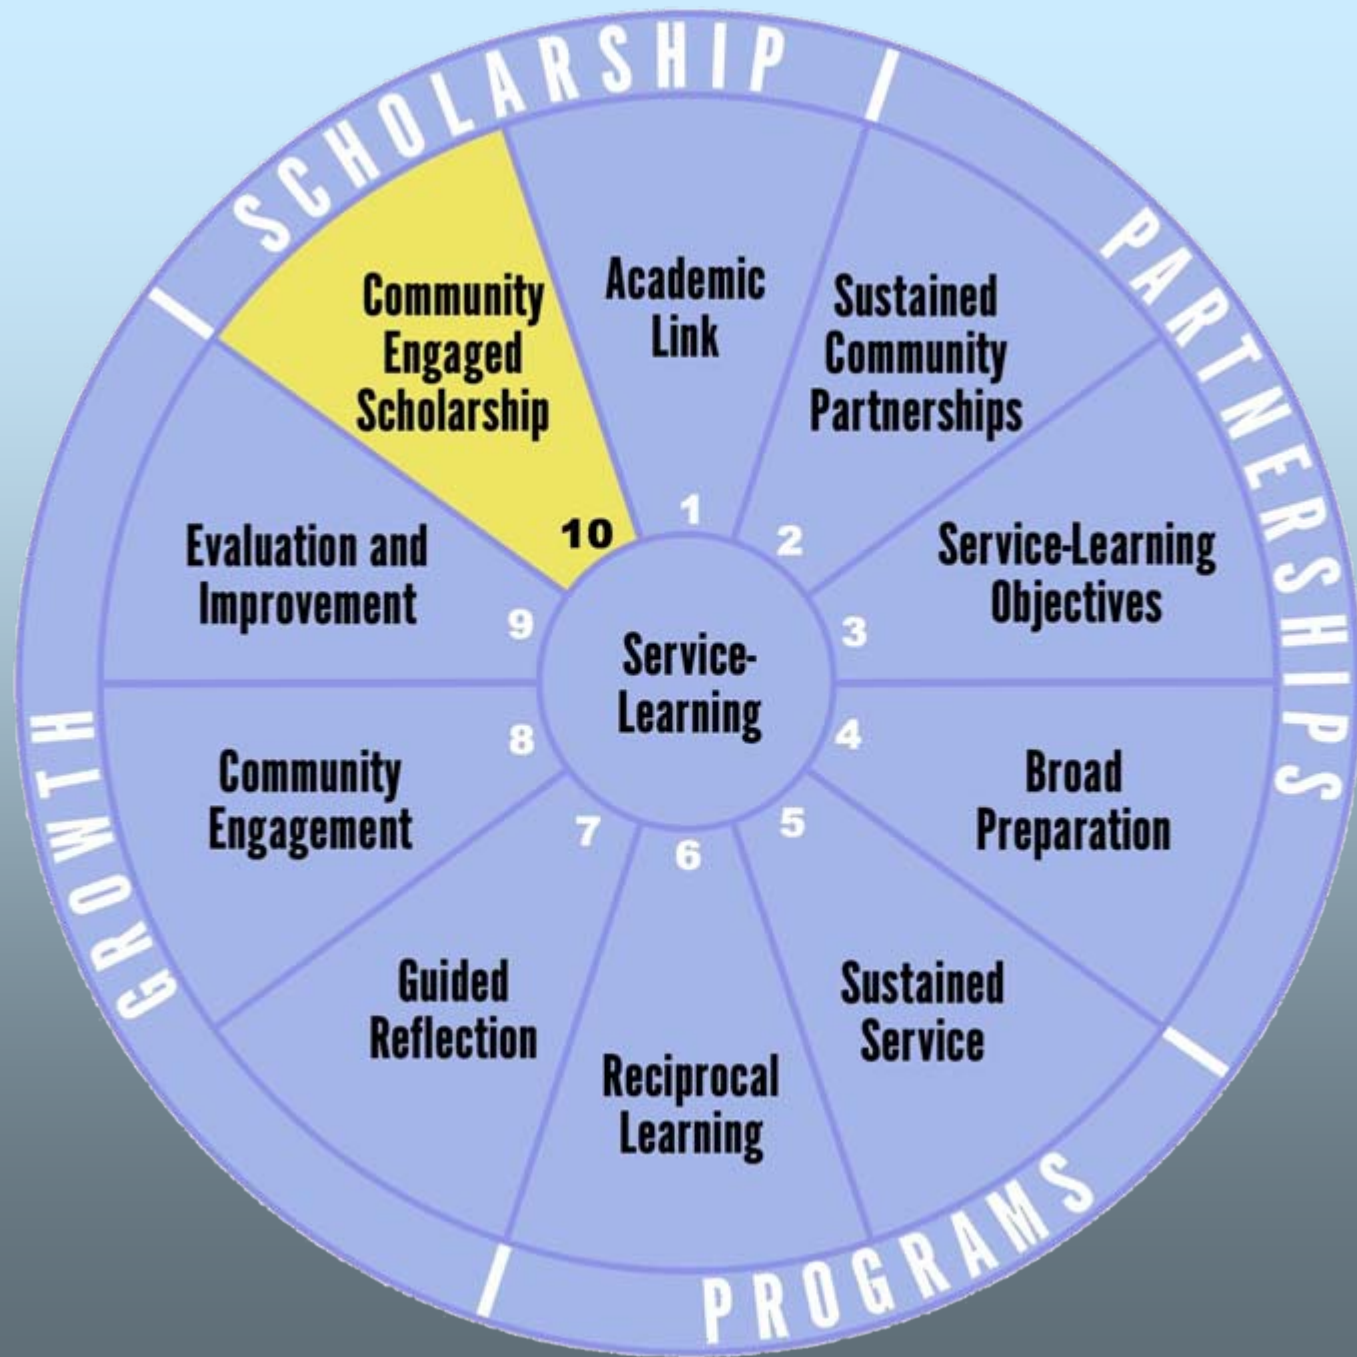 SCHOLARSHIP
PARTNERSHIPS
PROGRAMS
GROWTH
Academic
Link
1
Sustained
Community
Partnerships
2
Service-Learning
Objectives
3
Broad
Preparation
4
Sustained
Service
5
Reciprocal
Learning
6
Guided
Reflection
7
Community
Engagement
8
Evaluation and
Improvement
9
Community
Engaged
Scholarship
10
Service-
Learning